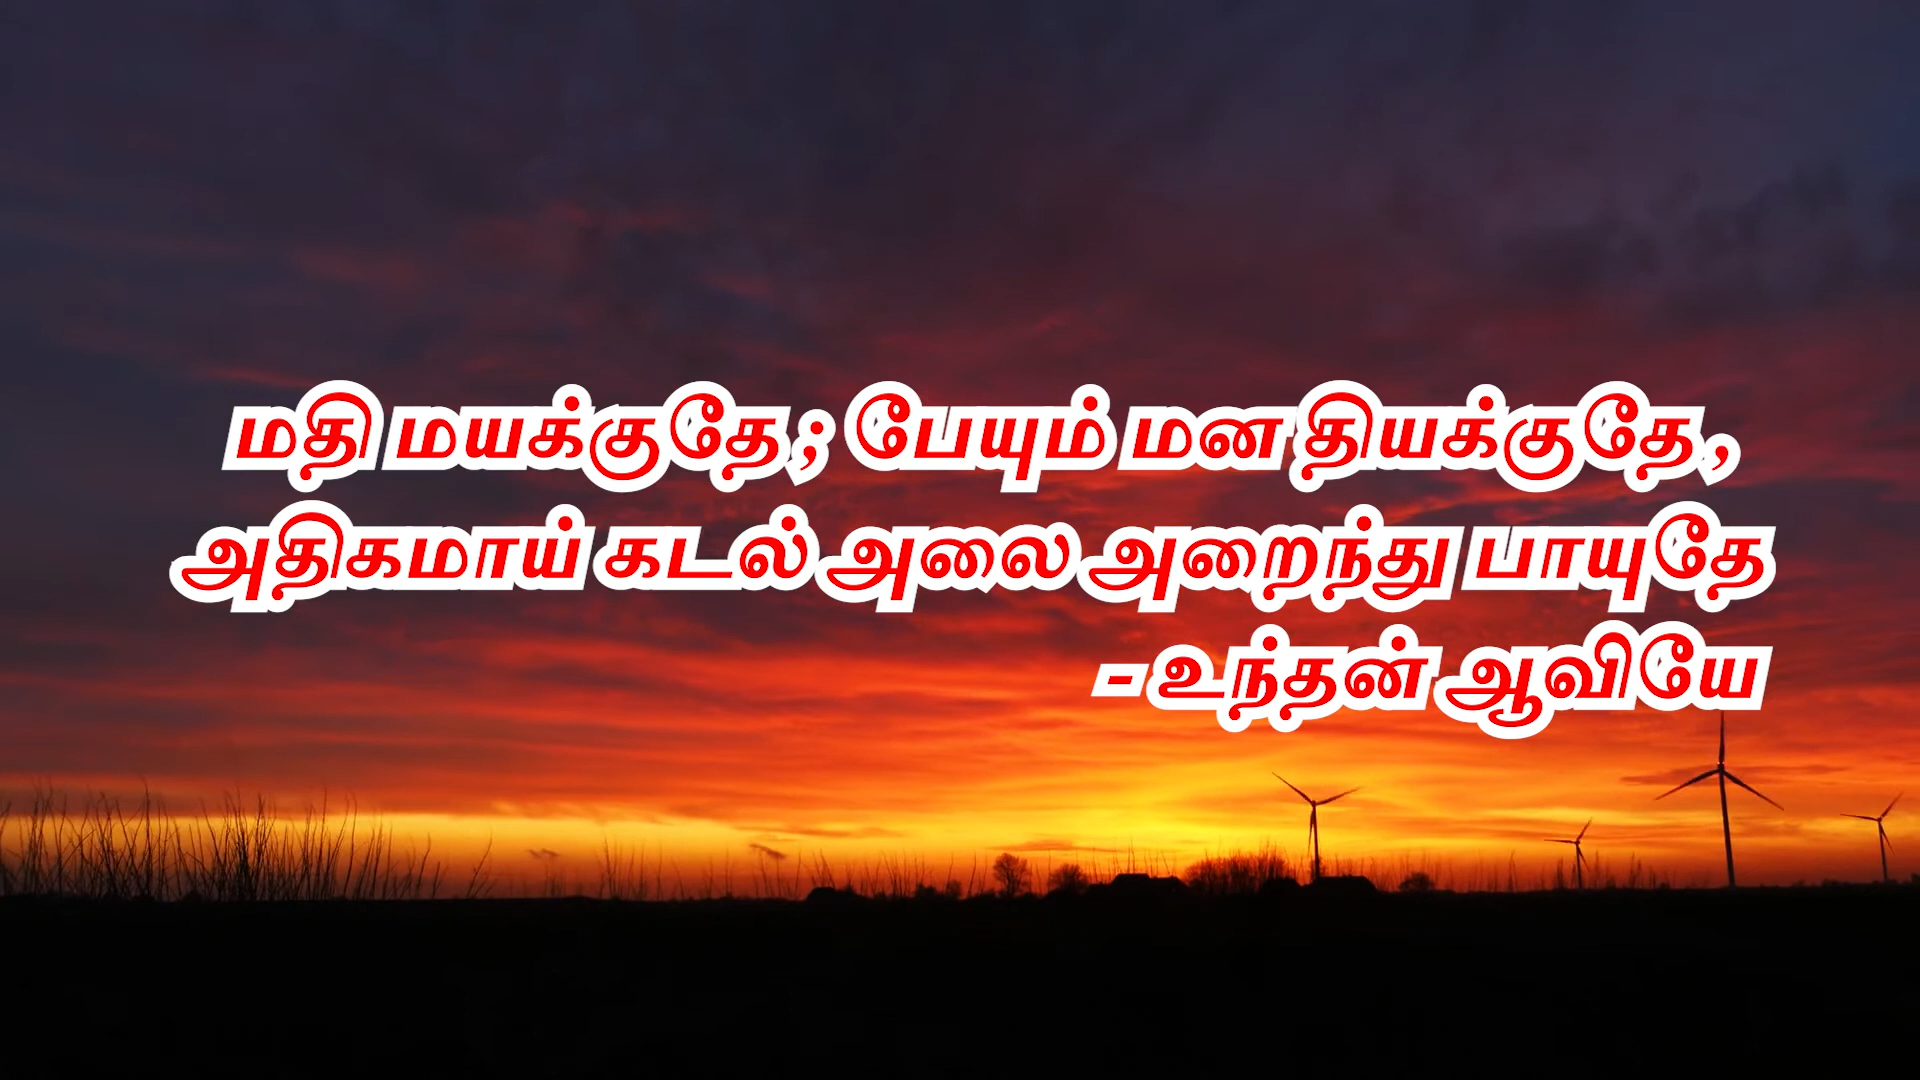 மதி மயக்குதே; பேயும் மன தியக்குதே,
அதிகமாய் கடல் அலை அறைந்து பாயுதே
- உந்தன் ஆவியே